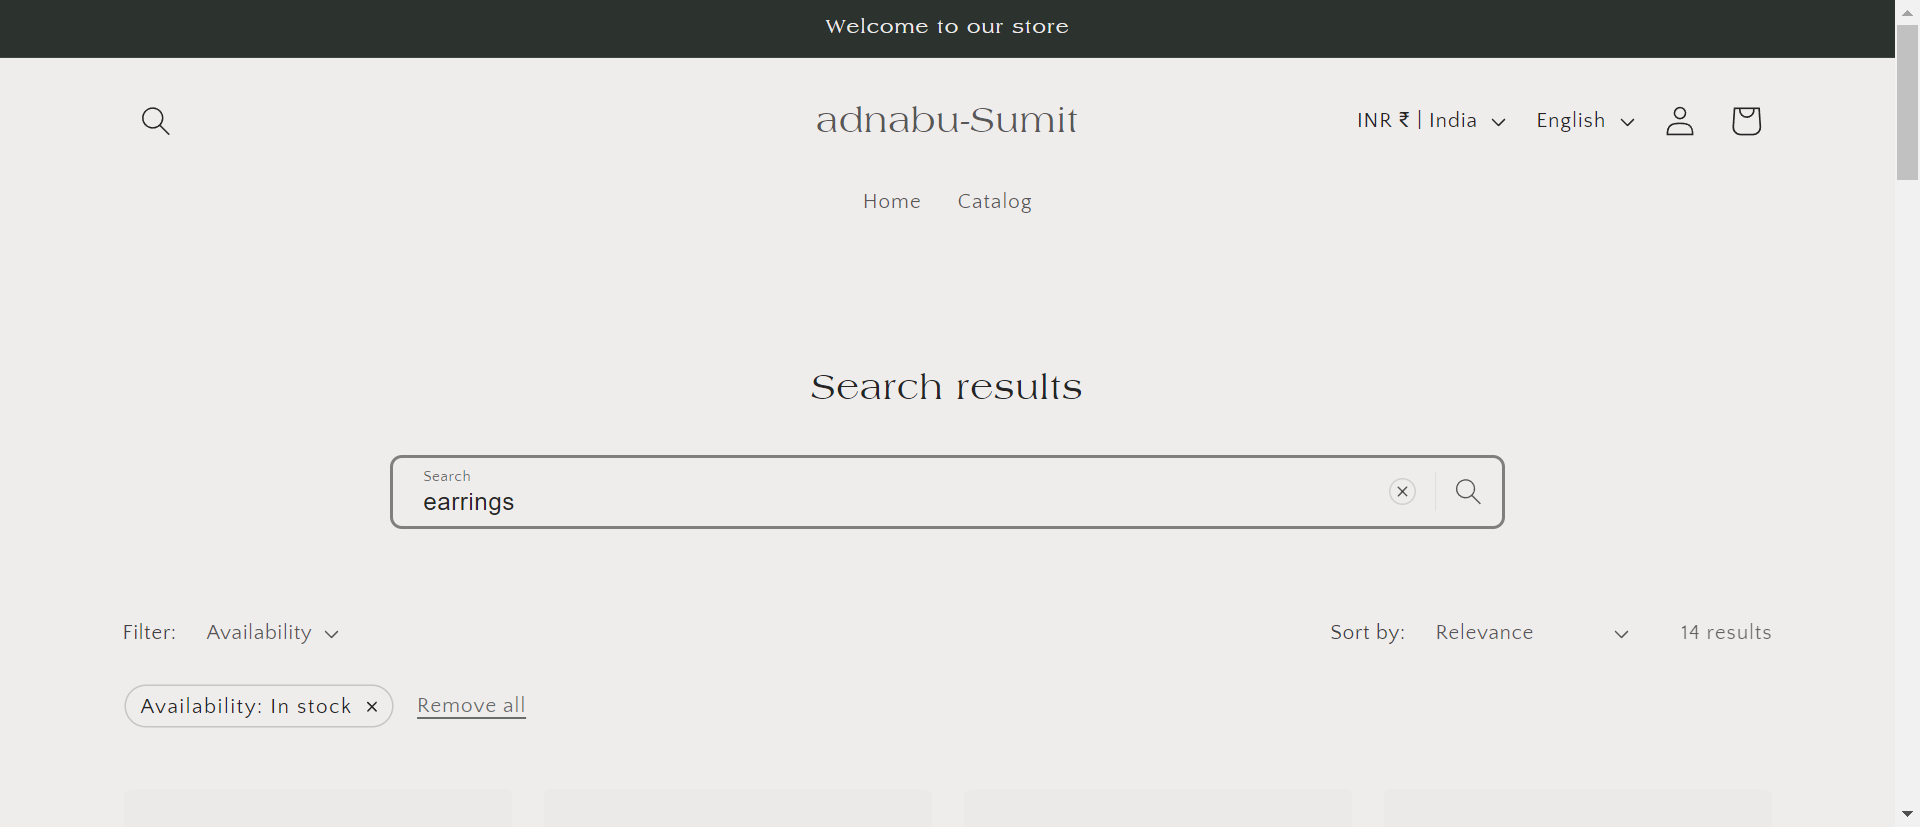 Welcome to our store
adnabu-Sumit
INR ₹ | India
English
Home
Catalog
Search results
Search
earrings
Filter:
Availability
Sort by:
Relevance
14 results
Availability: In stock
Remove all